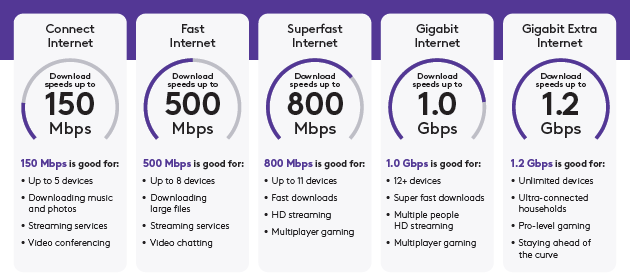 Connect
Internet
Download
speeds up to
150
Mbps
150 Mbps is good for:
• Up to 5 devices
• Downloading music
and photos
• Streaming services
• Video conferencing
Fast
Internet
Download
speeds up to
500
Mbps
500 Mbps is good for:
• Up to 8 devices
• Downloading
large files
• Streaming services
• Video chatting
Superfast
Internet
Download
speeds up to
800
Mbps
800 Mbps is good for:
• Up to 11 devices
• Fast downloads
• HD streaming
• Multiplayer gaming
Gigabit
Internet
Download
speeds up to
1.0
Gbps
1.0 Gbps is good for:
• 12+ devices
• Super fast downloads
• Multiple people
HD streaming
• Multiplayer gaming
Gigabit Extra
Internet
Download
speeds up to
1.2
Gbps
1.2 Gbps is good for:
• Unlimited devices
• Ultra-connected
households
• Pro-level gaming
• Staying ahead of
the curve